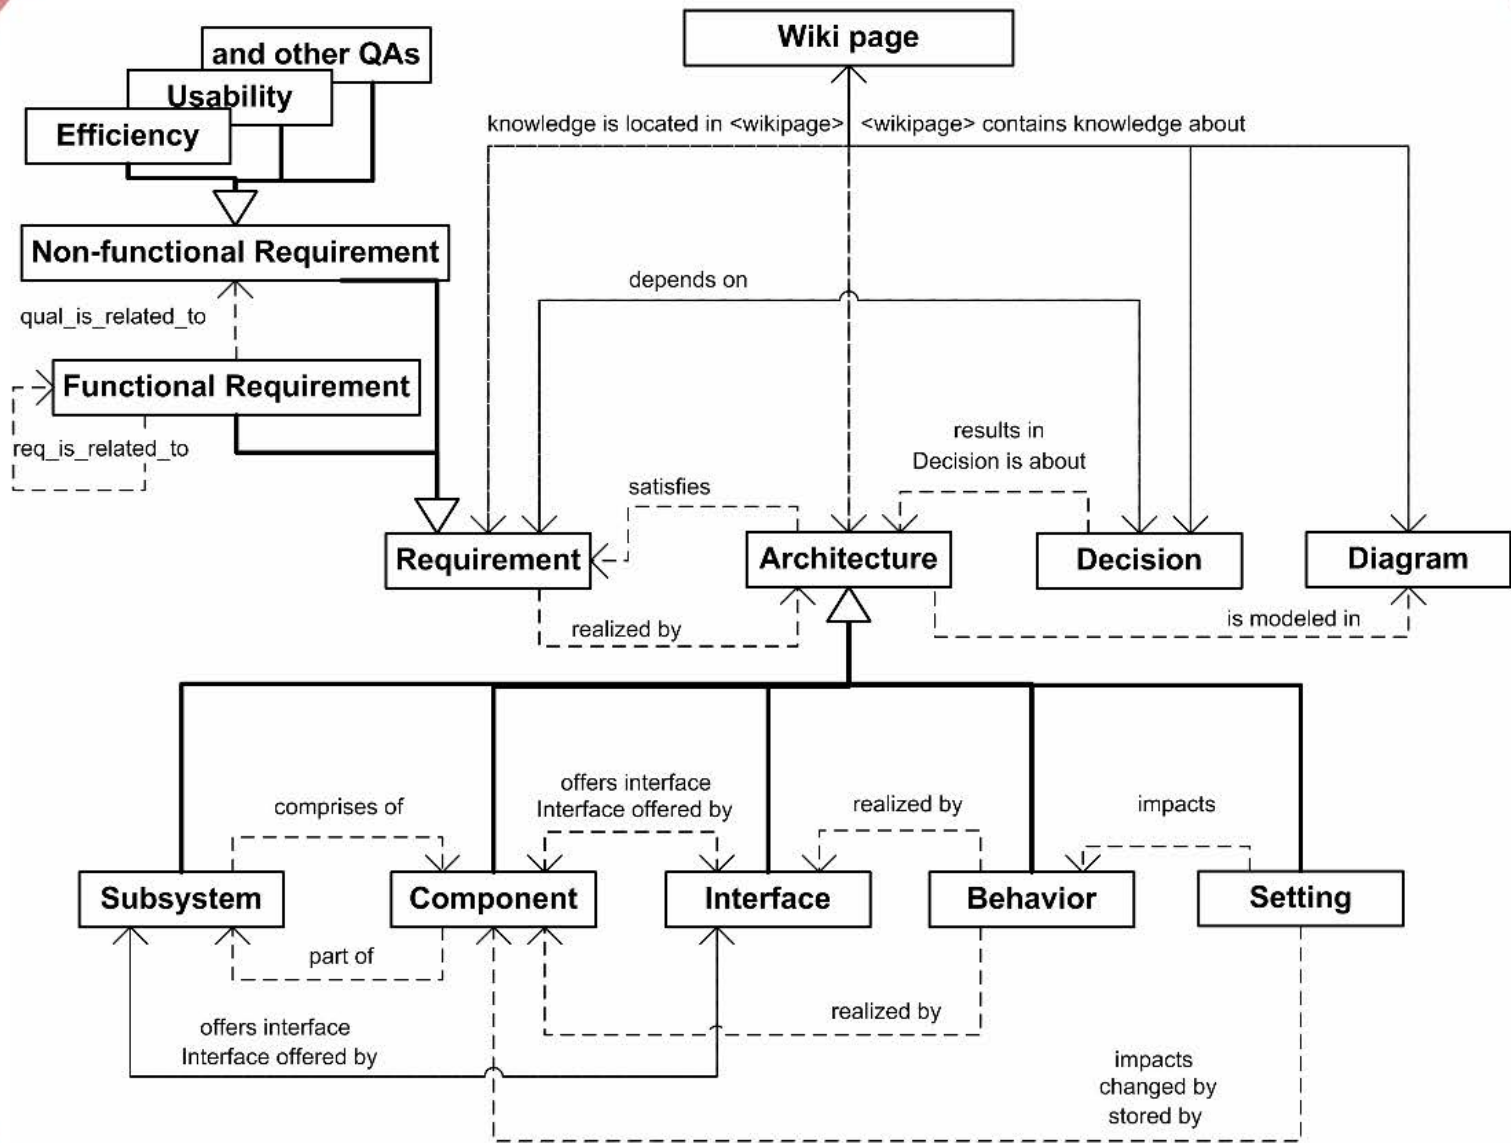 Wiki page
and other QAs
Usability
Efficiency
knowledge is located in <wikipage>
<wikipage> contains knowledge about
Non-functional Requirement
depends on
qual_is_related_to
Functional Requirement
req_is_related_to
results in
Decision is about
satisfies
Requirement
Architecture
Decision
Diagram
realized by
is modeled in
comprises of
offers interface
Interface offered by
realized by
impacts
Subsystem
Component
Interface
Behavior
Setting
part of
offers interface
Interface offered by
realized by
impacts
changed by
stored by